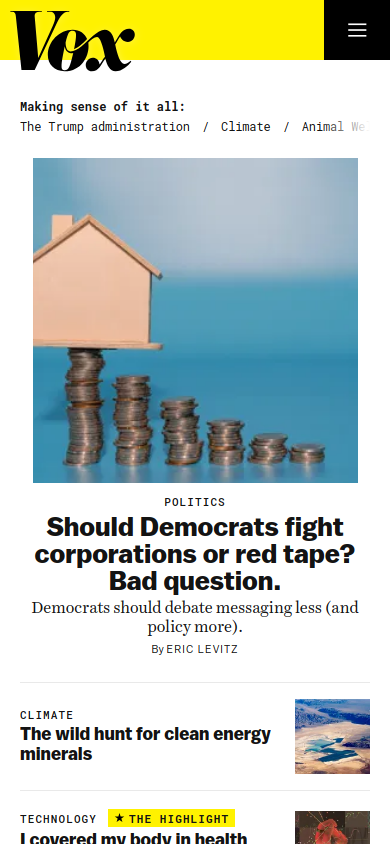 Vox
Making sense of it all:
The Trump administration / Climate / Animal We
POLITICS
Should Democrats fight
corporations or red tape?
Bad question.
Democrats should debate messaging less (and
policy more).
By ERIC LEVITZ
CLIMATE
The wild hunt for clean energy
minerals
TECHNOLOGY ★ THE HIGHLIGHT
I covered my body in health